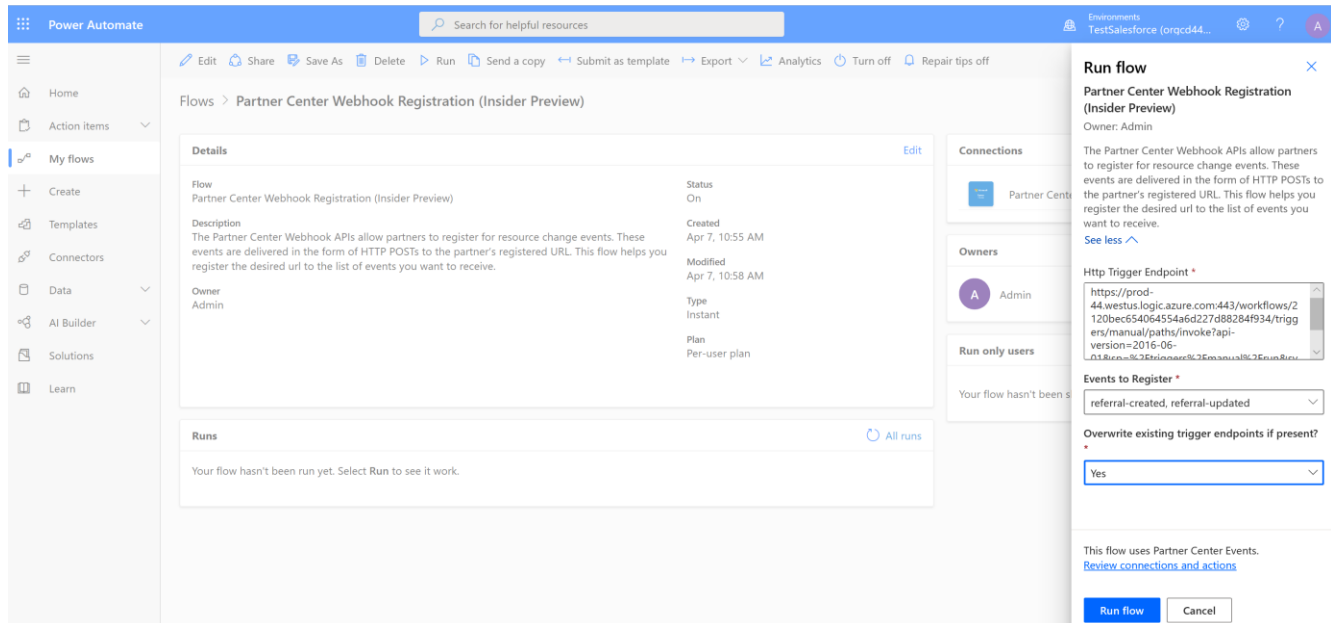 Power Automate
Search for helpful resources
Environments
TestSalesforce (orgcd44...
A
Edit Share Save As Delete Run Send a copy Submit as template Export Analytics Turn off Repair tips off
Home
Action items
My flows
Create
Templates
Connectors
Data
AI Builder
Solutions
Learn
Flows > Partner Center Webhook Registration (Insider Preview)
Details
Edit
Flow
Partner Center Webhook Registration (Insider Preview)
Description
The Partner Center Webhook APIs allow partners to register for resource change events. These
events are delivered in the form of HTTP POSTs to the partner's registered URL. This flow helps you
register the desired url to the list of events you want to receive.
Owner
Admin
Status
On
Created
Apr 7, 10:55 AM
Modified
Apr 7, 10:58 AM
Type
Instant
Plan
Per-user plan
Runs
All runs
Your flow hasn't been run yet. Select Run to see it work.
Connections
Partner Cente
Owners
A
Admin
Run only users
Your flow hasn't been s
Run flow
Partner Center Webhook Registration
(Insider Preview)
Owner: Admin
The Partner Center Webhook APIs allow partners
to register for resource change events. These
events are delivered in the form of HTTP POSTs to
the partner's registered URL. This flow helps you
register the desired url to the list of events you
want to receive.
See less
Http Trigger Endpoint *
https://prod-
44.westus.logic.azure.com:443/workflows/2
120bec654064554a6d227d88284f934/trigg
ers/manual/paths/invoke?api-
version=2016-06-
01&sp=%2Ftriggers%2Fmanual%2Frun&sv
Events to Register *
referral-created, referral-updated
Overwrite existing trigger endpoints if present?
*
Yes
This flow uses Partner Center Events.
Review connections and actions
Run flow
Cancel